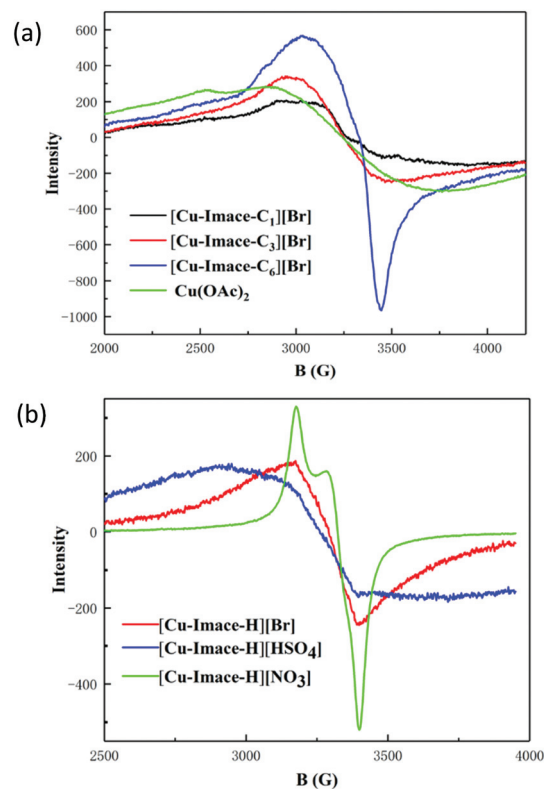 (a)
600
400
200
0
-200
-400
-600
-800
-1000
Intensity
[Cu-Imace-C₁][Br]
[Cu-Imace-C₃][Br]
[Cu-Imace-C₆][Br]
Cu(OAc)₂
2000 2500 3000 3500 4000
B (G)
(b)
200
0
-200
-400
Intensity
[Cu-Imace-H][Br]
[Cu-Imace-H][HSO₄]
[Cu-Imace-H][NO₃]
2500 3000 3500 4000
B (G)